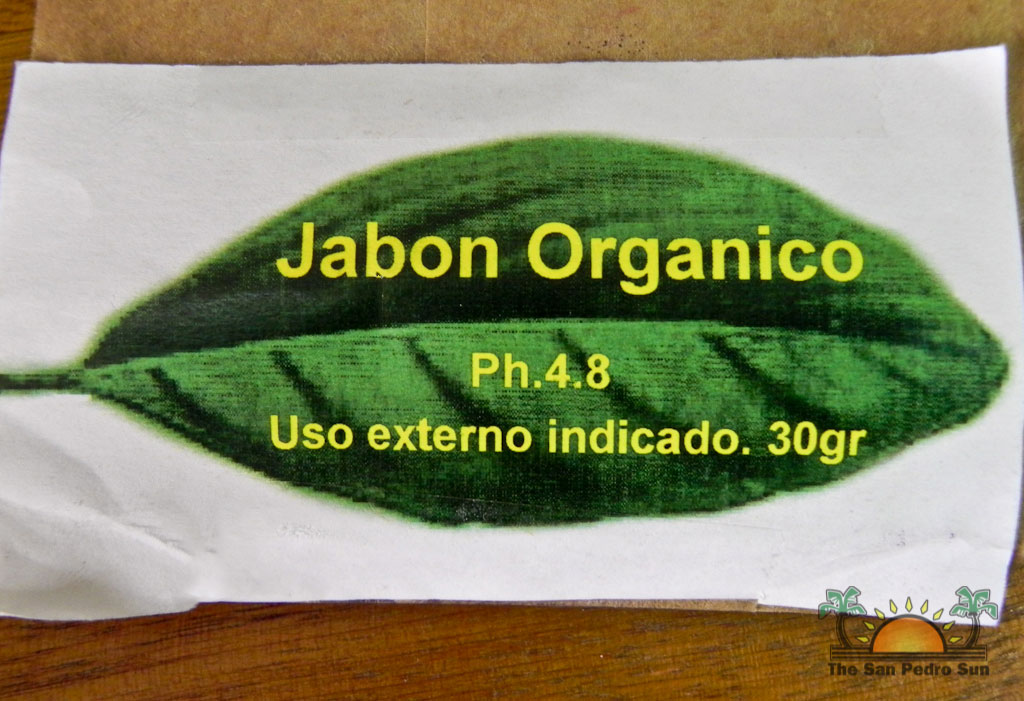 Jabon Organico
Ph.4.8
Uso externo indicado. 30gr
The San Pedro Sun